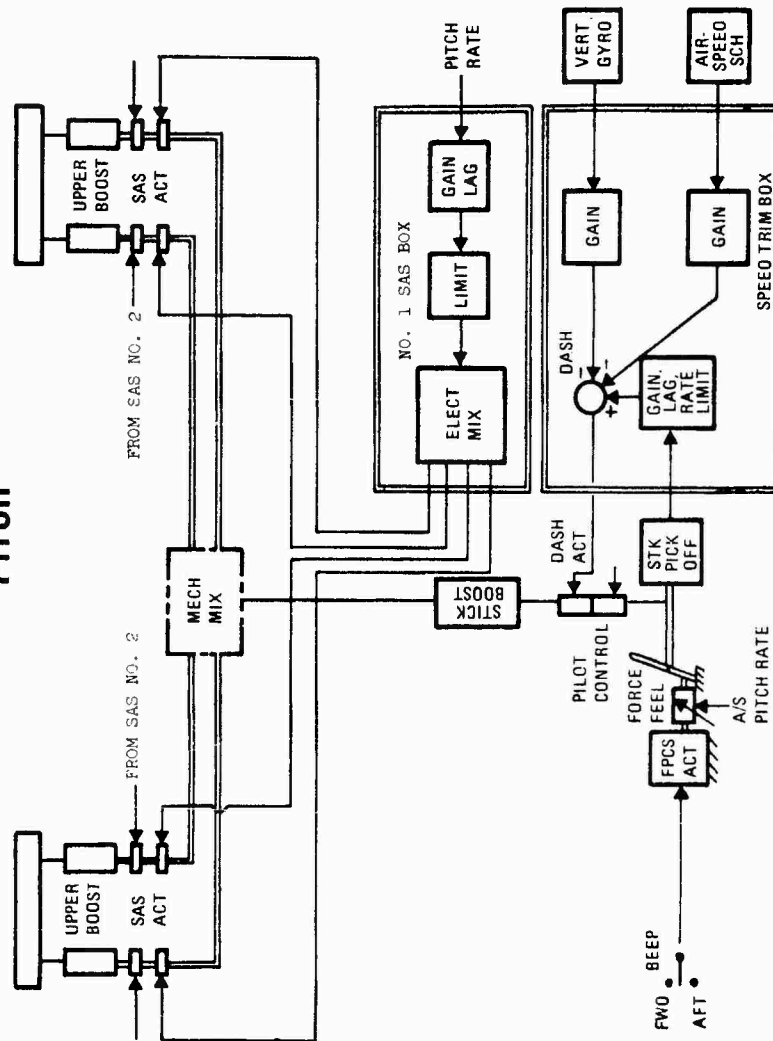 PITCH
UPPER
BOOST
SAS
ACT
FROM SAS NO. 2
MECH
MIX
FROM SAS NO. 2
UPPER
BOOST
SAS
ACT
NO. 1 SAS BOX
ELECT
MIX
LIMIT
GAIN
LAG
PITCH
RATE
STICK
BOOST
PILOT
CONTROL
DASH
ACT
DASH
-
-
+
GAIN
VERT.
GYRO
GAIN
AIR-
SPEEO
SCH
GAIN,
LAG,
RATE
LIMIT
SPEEO TRIM BOX
STK
PICK
OFF
FORCE
FEEL
FPCS
ACT
A/S
PITCH RATE
FWO
BEEP
AFT